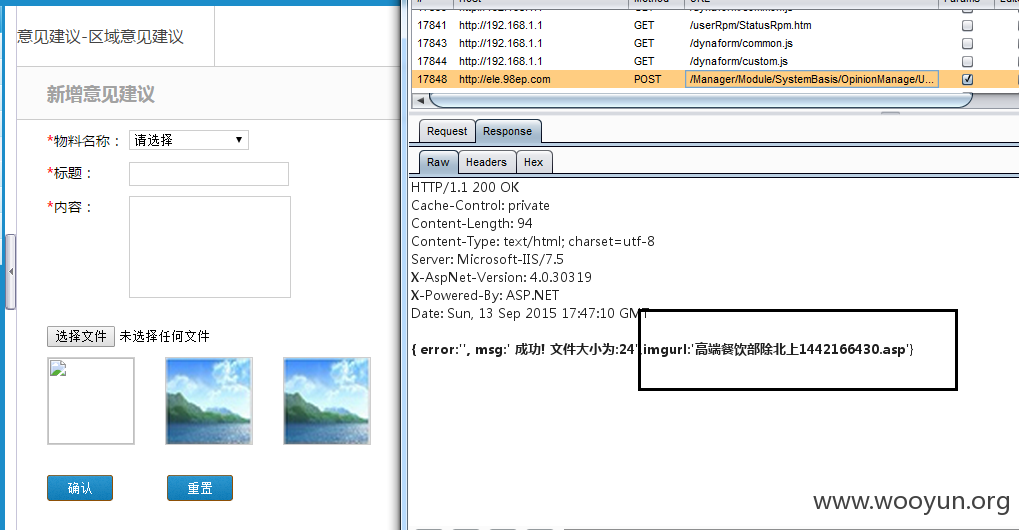 意见建议-区域意见建议
新增意见建议
*物料名称： 请选择
*标题：
*内容：
选择文件 未选择任何文件
确认 重置
17841 http://192.168.1.1 GET /userRpm/StatusRpm.htm
17843 http://192.168.1.1 GET /dynaform/common.js
17844 http://192.168.1.1 GET /dynaform/custom.js
17848 http://ele.98ep.com POST /Manager/Module/SystemBasis/OpinionManage/U...
Request Response
Raw Headers Hex
HTTP/1.1 200 OK
Cache-Control: private
Content-Length: 94
Content-Type: text/html; charset=utf-8
Server: Microsoft-IIS/7.5
X-AspNet-Version: 4.0.30319
X-Powered-By: ASP.NET
Date: Sun, 13 Sep 2015 17:47:10 GMT
{ error:'', msg:' 成功! 文件大小为:24',imgurl:'高端餐饮部除北上1442166430.asp'}
www.wooyun.org